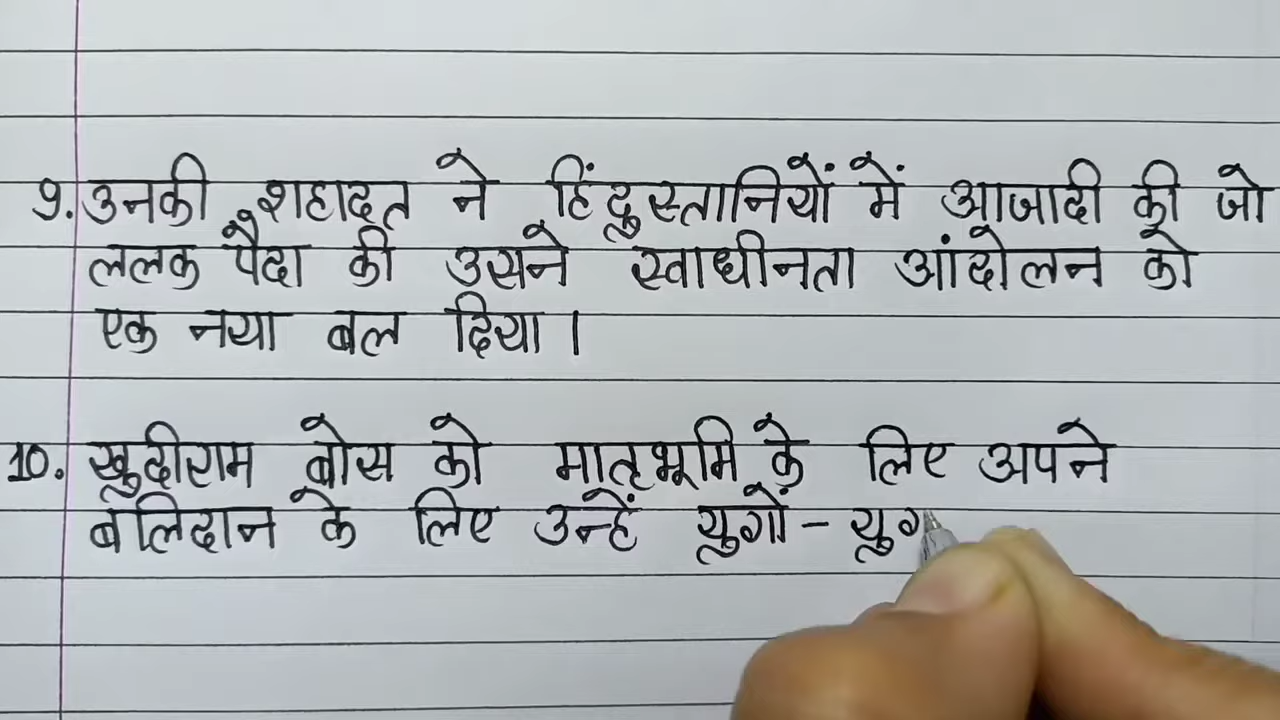 9. उनकी शहादत ने हिंदुस्तानियों में आजादी की जो
ललक पैदा की उसने स्वाधीनता आंदोलन को
एक नया बल दिया।
10. खुदीराम बोस को मातृभूमि के लिए अपने
बलिदान के लिए उन्हें युगों - युग